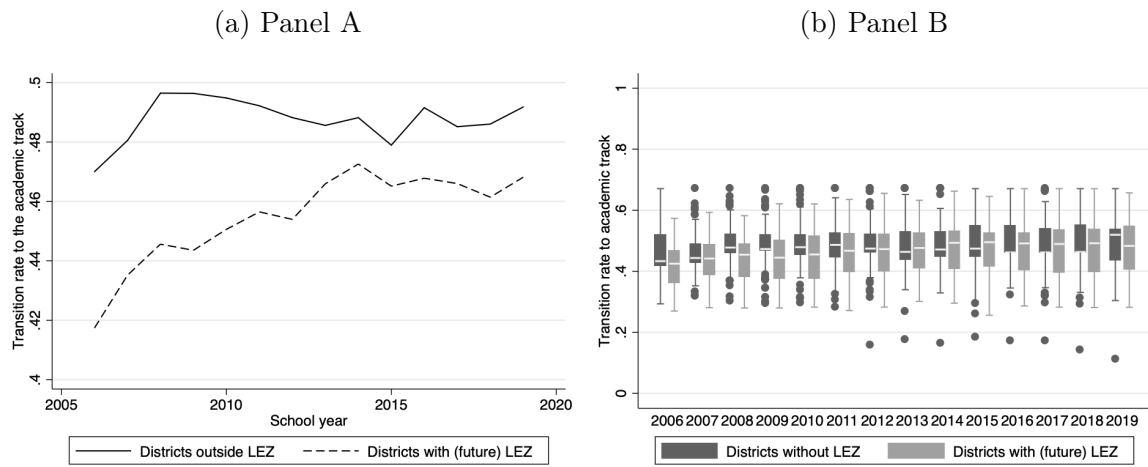 (a) Panel A
Transition rate to the academic track
.5
.48
.46
.44
.42
.4
2005
2010
2015
2020
School year
Districts outside LEZ
Districts with (future) LEZ
(b) Panel B
Transition rate to academic track
1
.8
.6
.4
.2
0
2006 2007 2008 2009 2010 2011 2012 2013 2014 2015 2016 2017 2018 2019
Districts without LEZ
Districts with (future) LEZ